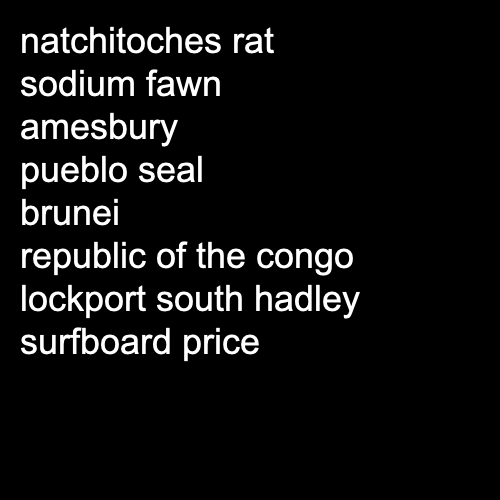 natchitoches rat
sodium fawn
amesbury
pueblo seal
brunei
republic of the congo
lockport south hadley
surfboard price